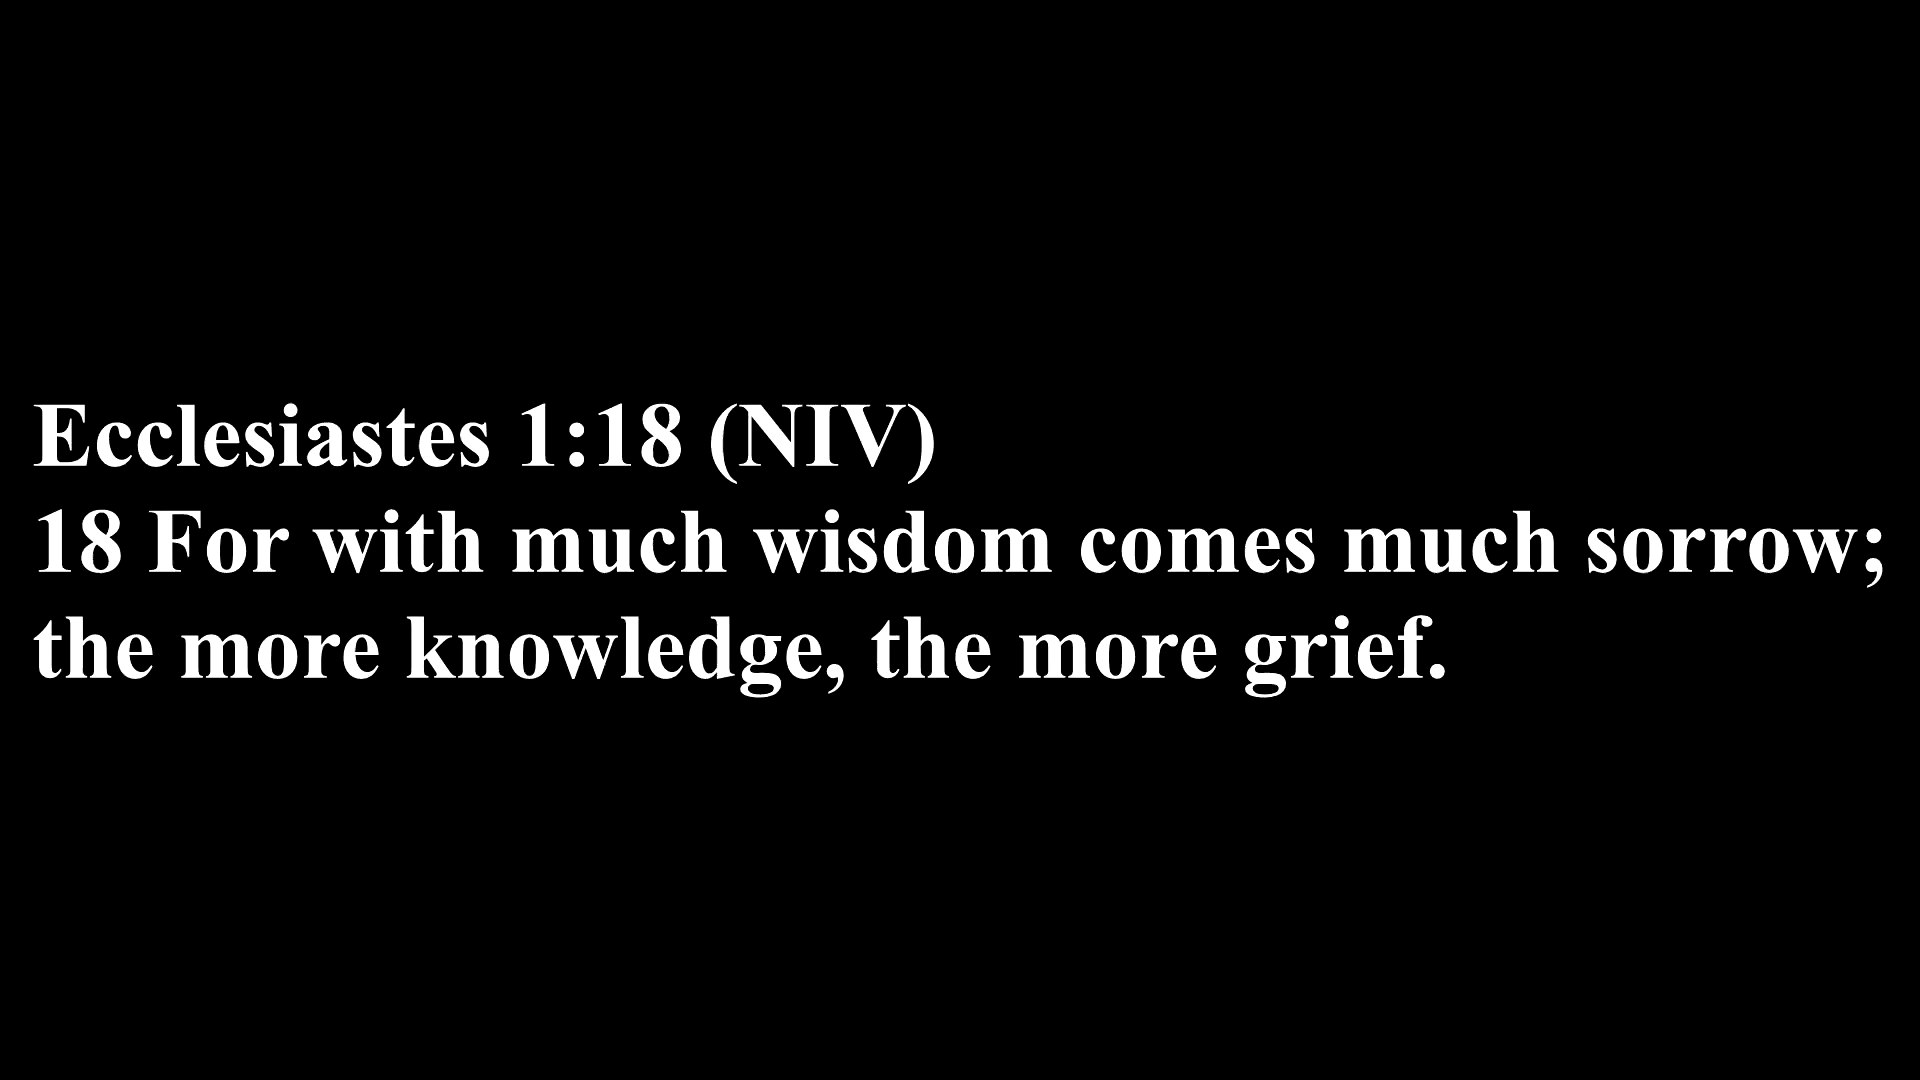 Ecclesiastes 1:18 (NIV)
18 For with much wisdom comes much sorrow;
the more knowledge, the more grief.